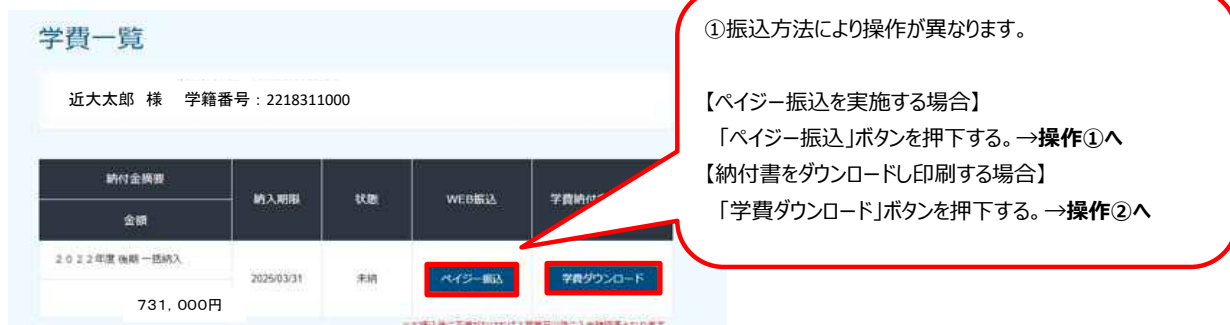 学費一覧
近大太郎 様 学籍番号：2218311000
納付金摘要
金額
納入期限
状態
WEB振込
学費納付
２０２２年度 後期 一括納入
731，000円
2025/03/31
未納
ペイジー振込
学費ダウンロード
①振込方法により操作が異なります。
【ペイジー振込を実施する場合】
「ペイジー振込」ボタンを押下する。→操作①へ
【納付書をダウンロードし印刷する場合】
「学費ダウンロード」ボタンを押下する。→操作②へ